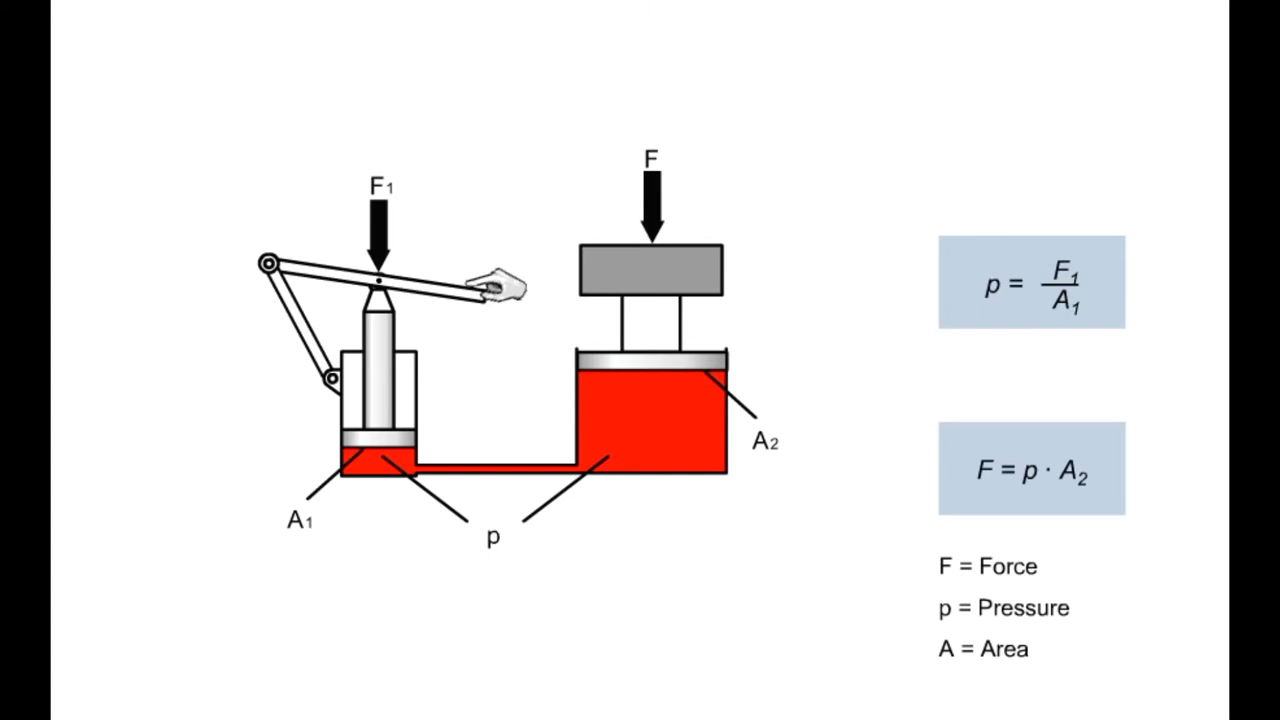 F
F1
A1
A2
p
p = F1 / A1
F = p · A2
F = Force
p = Pressure
A = Area